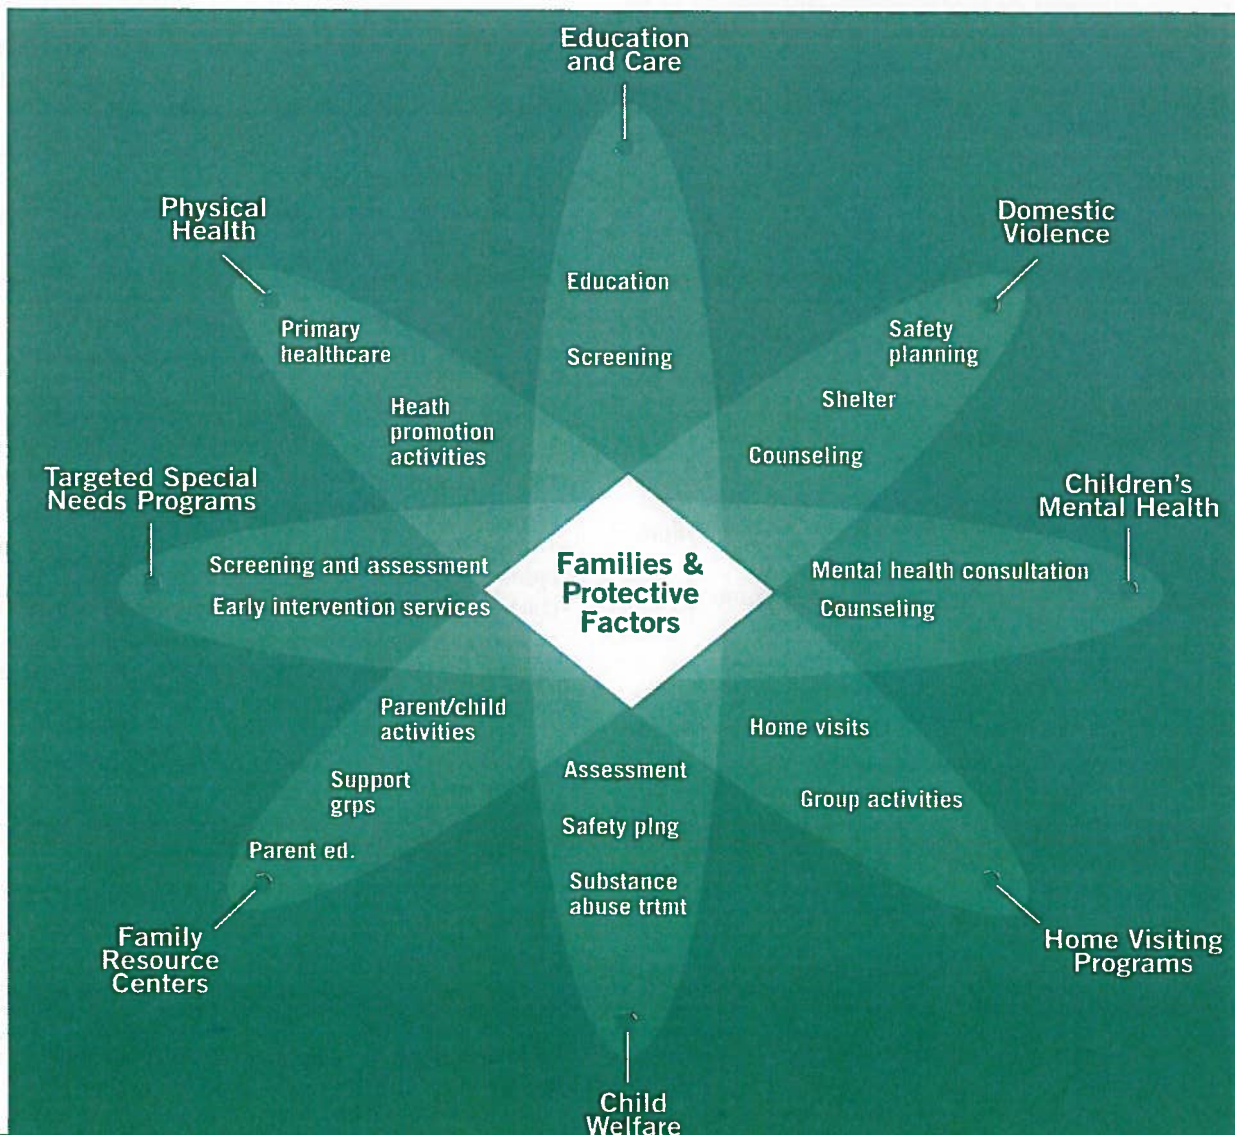 Education
and Care
Physical
Health
Domestic
Violence
Education
Screening
Primary
healthcare
Heath
promotion
activities
Safety
planning
Shelter
Counseling
Targeted Special
Needs Programs
Children's
Mental Health
Screening and assessment
Early intervention services
Families &
Protective
Factors
Mental health consultation
Counseling
Parent/child
activities
Support
grps
Parent ed.
Assessment
Safety plng
Substance
abuse trtmt
Home visits
Group activities
Family
Resource
Centers
Home Visiting
Programs
Child
Welfare